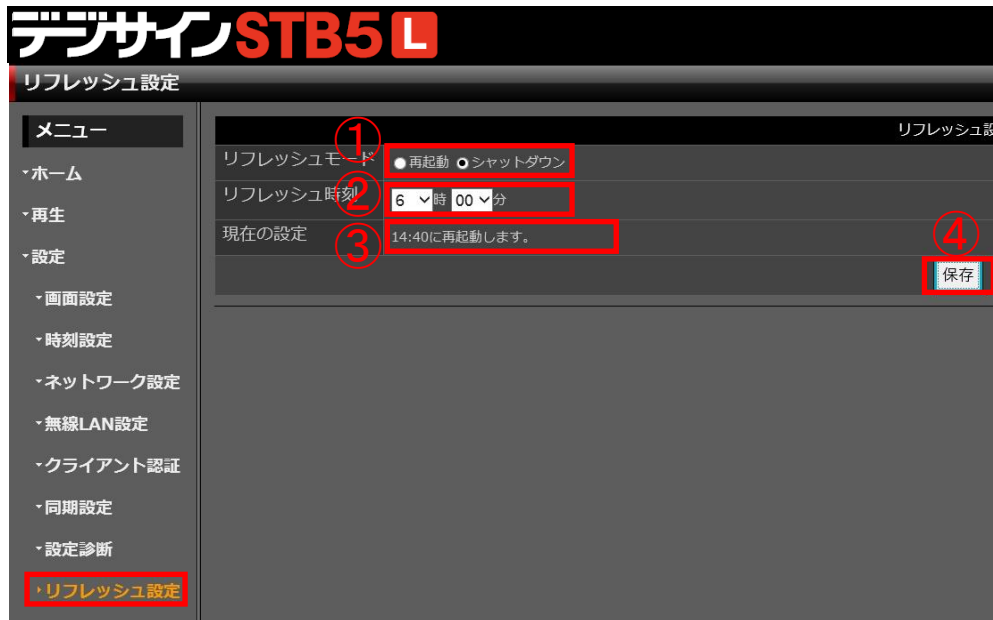 デジサインSTB5 L
リフレッシュ設定
メニュー
ホーム
再生
設定
画面設定
時刻設定
ネットワーク設定
無線LAN設定
クライアント認証
同期設定
設定診断
リフレッシュ設定
リフレッシュ設
①
リフレッシュモード 再起動 シャットダウン
②
リフレッシュ時刻 6 時 00 分
③
現在の設定 14:40に再起動します。
④
保存